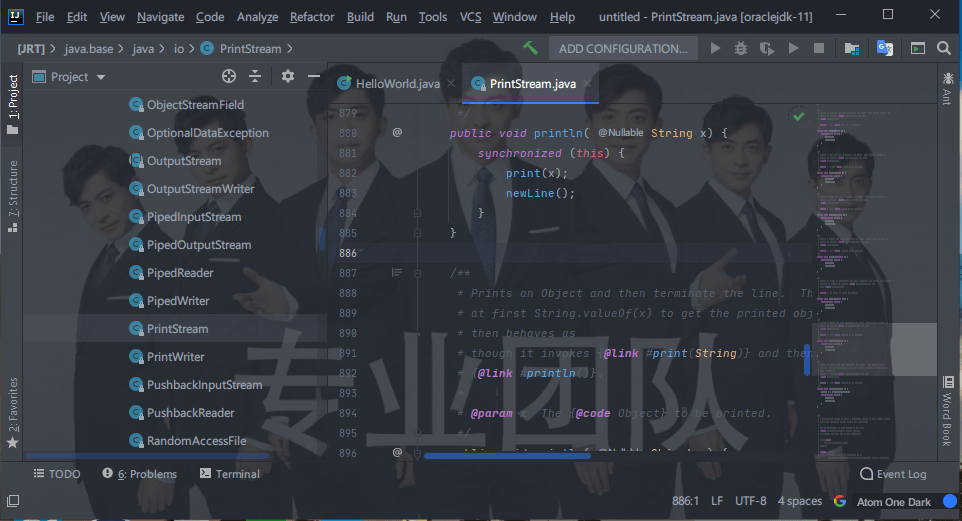 File Edit View Navigate Code Analyze Refactor Build Run Tools VCS Window Help untitled - PrintStream.java [oraclejdk-11]
[JRT] java.base java io PrintStream ADD CONFIGURATION...
1: Project
7: Structure
2: Favorites
Project
ObjectStreamField
OptionalDataException
OutputStream
OutputStreamWriter
PipedInputStream
PipedOutputStream
PipedReader
PipedWriter
PrintStream
PrintWriter
PushbackInputStream
PushbackReader
RandomAccessFile
HelloWorld.java PrintStream.java
879 */
880 @ public void println( @Nullable String x) {
881 synchronized (this) {
882 print(x);
883 newLine();
884 }
885 }
886
887 /**
888 * Prints an Object and then terminate the line. Th
889 * at first String.valueOf(x) to get the printed obj
890 * then behaves as
891 * though it invokes {@link #print(String)} and then
892 * {@link #println()}.
893 *
894 * @param x The {@code Object} to be printed.
895 */
896 @ @Nullable
专业团队
Ant
Word Book
TODO 6: Problems Terminal Event Log
886:1 LF UTF-8 4 spaces Atom One Dark